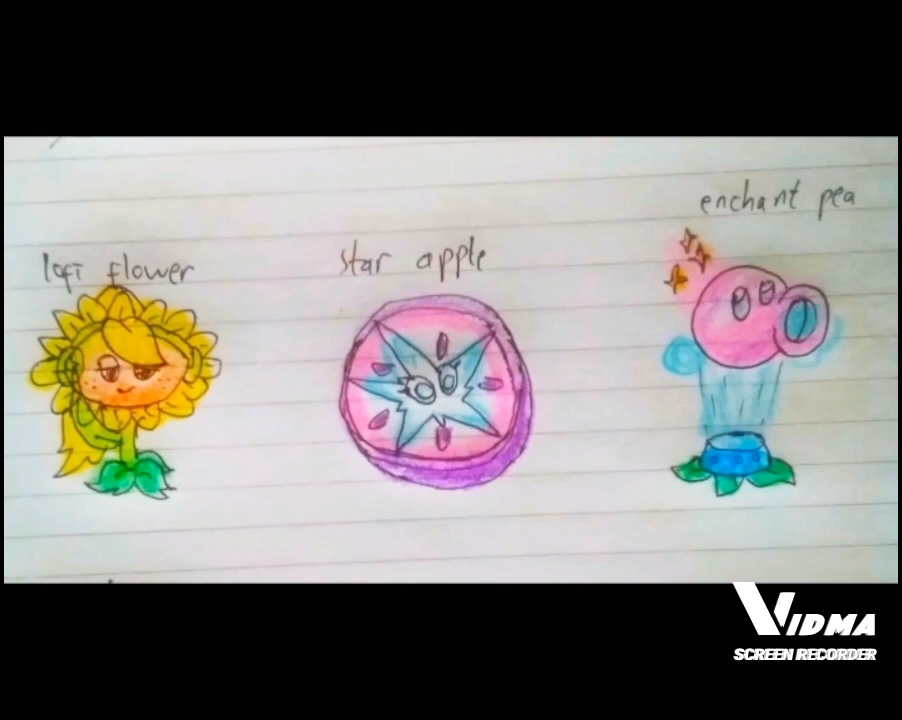 enchant pea
lofi flower
star apple
VIDMA
SCREEN RECORDER